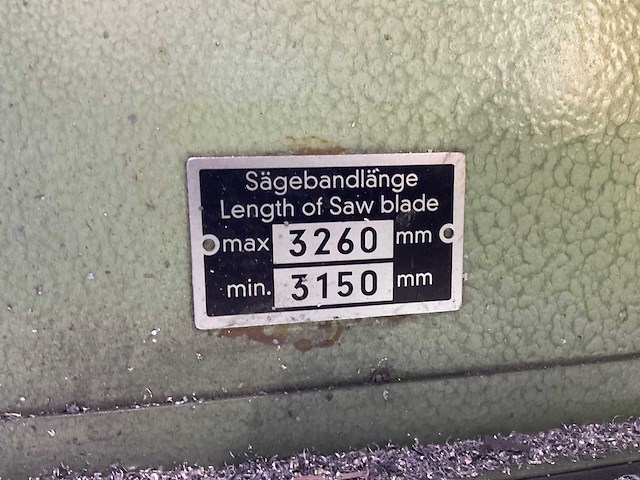 Sägebandlänge
Length of Saw blade
max 3260 mm
min. 3150 mm